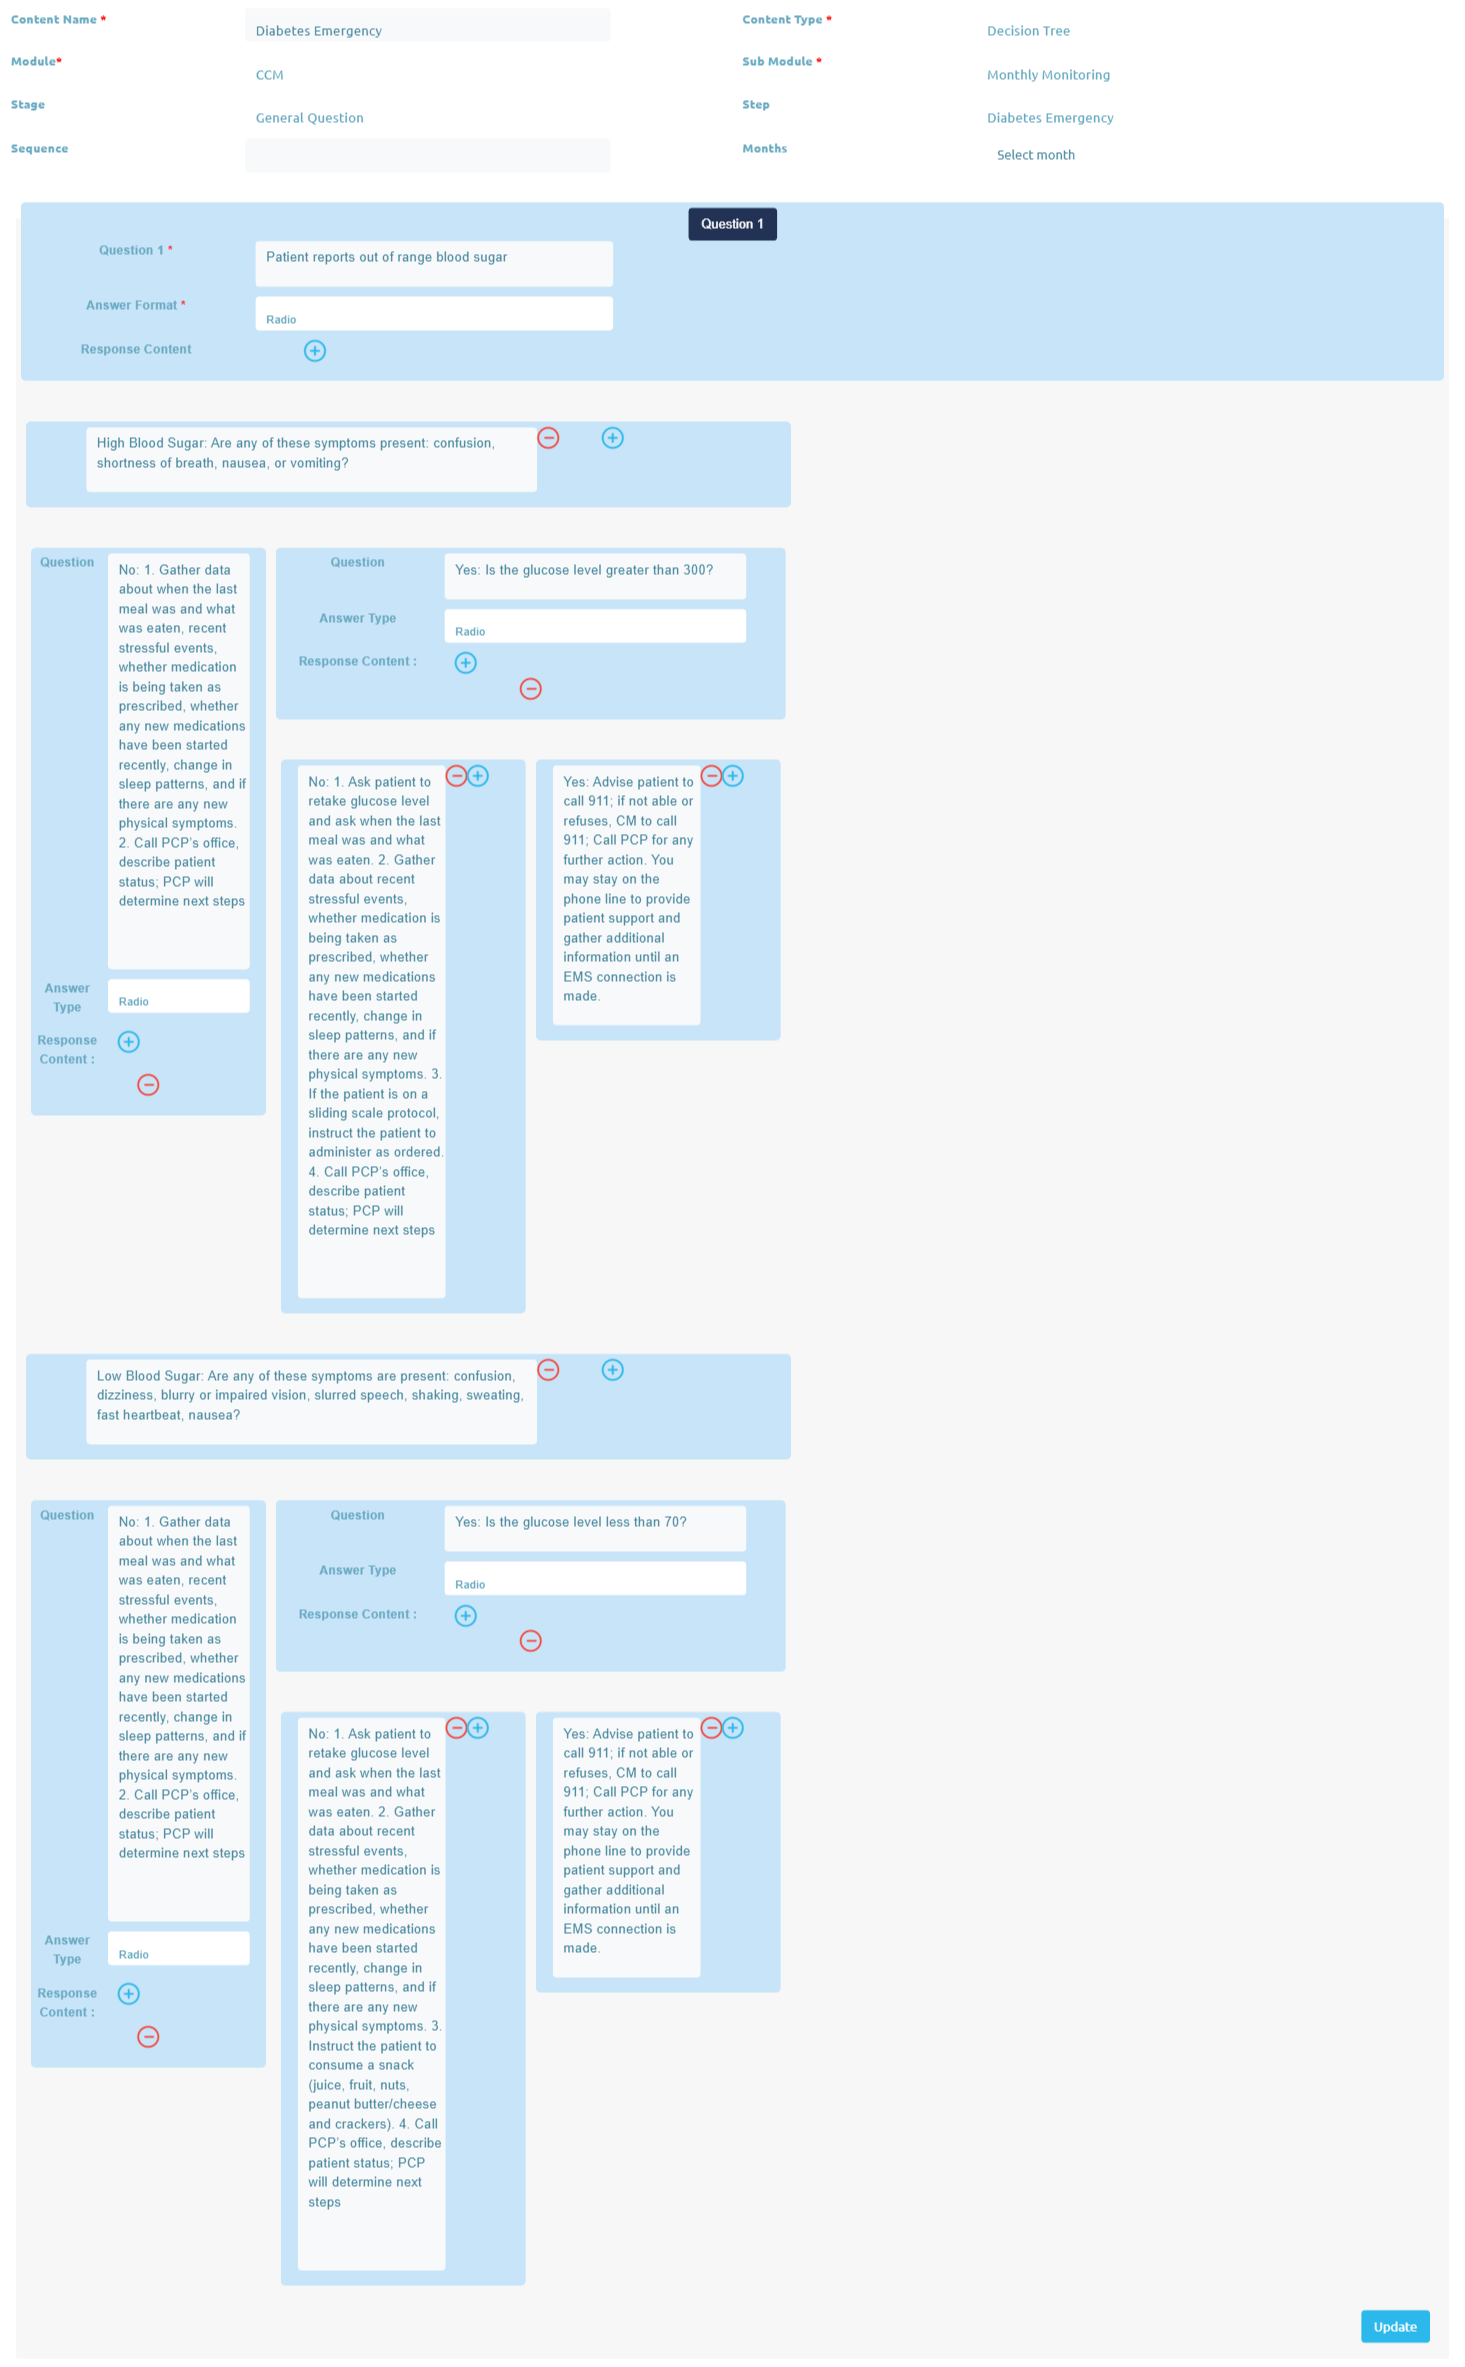 Content Name *
Diabetes Emergency
Content Type *
Decision Tree
Module*
CCM
Sub Module *
Monthly Monitoring
Stage
General Question
Step
Diabetes Emergency
Sequence
Months
Select month
Question 1
Question 1 *
Patient reports out of range blood sugar
Answer Format *
Radio
Response Content
High Blood Sugar: Are any of these symptoms present: confusion,
shortness of breath, nausea, or vomiting?
Question
No: 1. Gather data
about when the last
meal was and what
was eaten, recent
stressful events,
whether medication
is being taken as
prescribed, whether
any new medications
have been started
recently, change in
sleep patterns, and if
there are any new
physical symptoms.
2. Call PCP's office,
describe patient
status; PCP will
determine next steps
Answer
Type
Radio
Response
Content :
Question
Yes: Is the glucose level greater than 300?
Answer Type
Radio
Response Content :
No: 1. Ask patient to
retake glucose level
and ask when the last
meal was and what
was eaten. 2. Gather
data about recent
stressful events,
whether medication is
being taken as
prescribed, whether
any new medications
have been started
recently, change in
sleep patterns, and if
there are any new
physical symptoms. 3.
If the patient is on a
sliding scale protocol,
instruct the patient to
administer as ordered.
4. Call PCP's office,
describe patient
status; PCP will
determine next steps
Yes: Advise patient to
call 911; if not able or
refuses, CM to call
911; Call PCP for any
further action. You
may stay on the
phone line to provide
patient support and
gather additional
information until an
EMS connection is
made.
Low Blood Sugar: Are any of these symptoms are present: confusion,
dizziness, blurry or impaired vision, slurred speech, shaking, sweating,
fast heartbeat, nausea?
Question
No: 1. Gather data
about when the last
meal was and what
was eaten, recent
stressful events,
whether medication
is being taken as
prescribed, whether
any new medications
have been started
recently, change in
sleep patterns, and if
there are any new
physical symptoms.
2. Call PCP's office,
describe patient
status; PCP will
determine next steps
Answer
Type
Radio
Response
Content :
Question
Yes: Is the glucose level less than 70?
Answer Type
Radio
Response Content :
No: 1. Ask patient to
retake glucose level
and ask when the last
meal was and what
was eaten. 2. Gather
data about recent
stressful events,
whether medication is
being taken as
prescribed, whether
any new medications
have been started
recently, change in
sleep patterns, and if
there are any new
physical symptoms. 3.
Instruct the patient to
consume a snack
(juice, fruit, nuts,
peanut butter/cheese
and crackers). 4. Call
PCP's office, describe
patient status; PCP
will determine next
steps
Yes: Advise patient to
call 911; if not able or
refuses, CM to call
911; Call PCP for any
further action. You
may stay on the
phone line to provide
patient support and
gather additional
information until an
EMS connection is
made.
Update